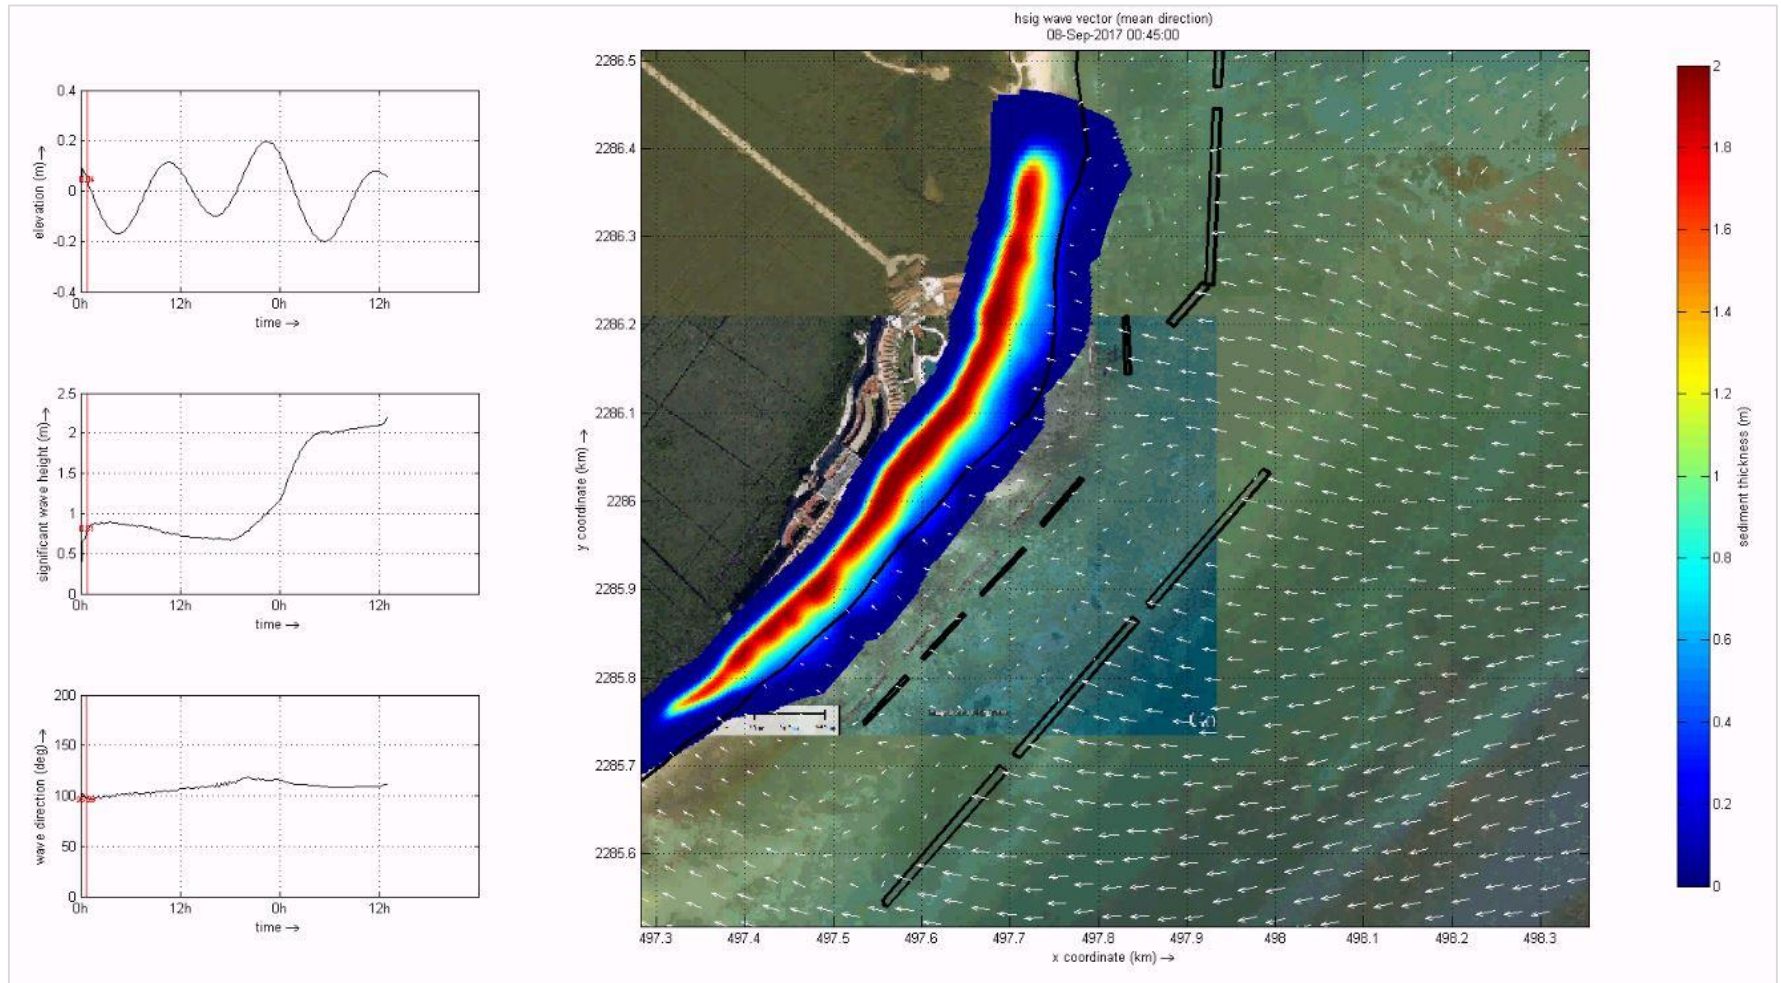 hsig wave vector (mean direction)
08-Sep-2017 00:45:00
0.4
0.2
0
-0.2
-0.4
elevation (m) →
0h
12h
0h
12h
time →
2.5
2
1.5
1
0.5
0
significant wave height (m) →
0h
12h
0h
12h
time →
200
150
100
50
0
wave direction (deg) →
0h
12h
0h
12h
time →
2286.5
2286.4
2286.3
2286.2
2286.1
2286
2285.9
2285.8
2285.7
2285.6
y coordinate (km) →
Go
497.3
497.4
497.5
497.6
497.7
497.8
497.9
498
498.1
498.2
498.3
x coordinate (km) →
2
1.8
1.6
1.4
1.2
1
0.8
0.6
0.4
0.2
0
sediment thickness (m)